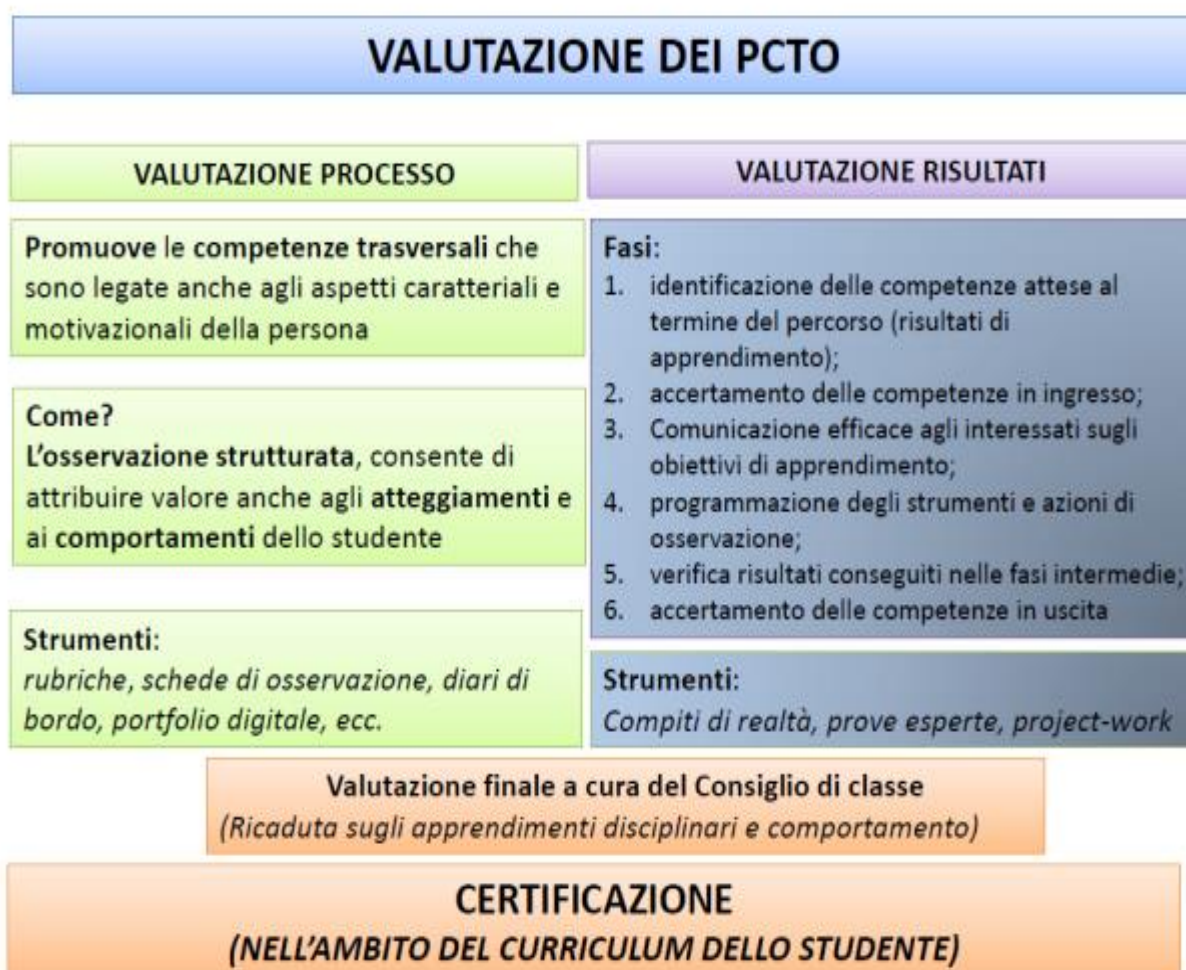 VALUTAZIONE DEI PCTO
VALUTAZIONE PROCESSO
Promuove le competenze trasversali che
sono legate anche agli aspetti caratteriali e
motivazionali della persona
Come?
L'osservazione strutturata, consente di
attribuire valore anche agli atteggiamenti e
ai comportamenti dello studente
Strumenti:
rubriche, schede di osservazione, diari di
bordo, portfolio digitale, ecc.
VALUTAZIONE RISULTATI
Fasi:
1. identificazione delle competenze attese al
termine del percorso (risultati di
apprendimento);
2. accertamento delle competenze in ingresso;
3. Comunicazione efficace agli interessati sugli
obiettivi di apprendimento;
4. programmazione degli strumenti e azioni di
osservazione;
5. verifica risultati conseguiti nelle fasi intermedie;
6. accertamento delle competenze in uscita
Strumenti:
Compiti di realtà, prove esperte, project-work
Valutazione finale a cura del Consiglio di classe
(Ricaduta sugli apprendimenti disciplinari e comportamento)
CERTIFICAZIONE
(NELL'AMBITO DEL CURRICULUM DELLO STUDENTE)